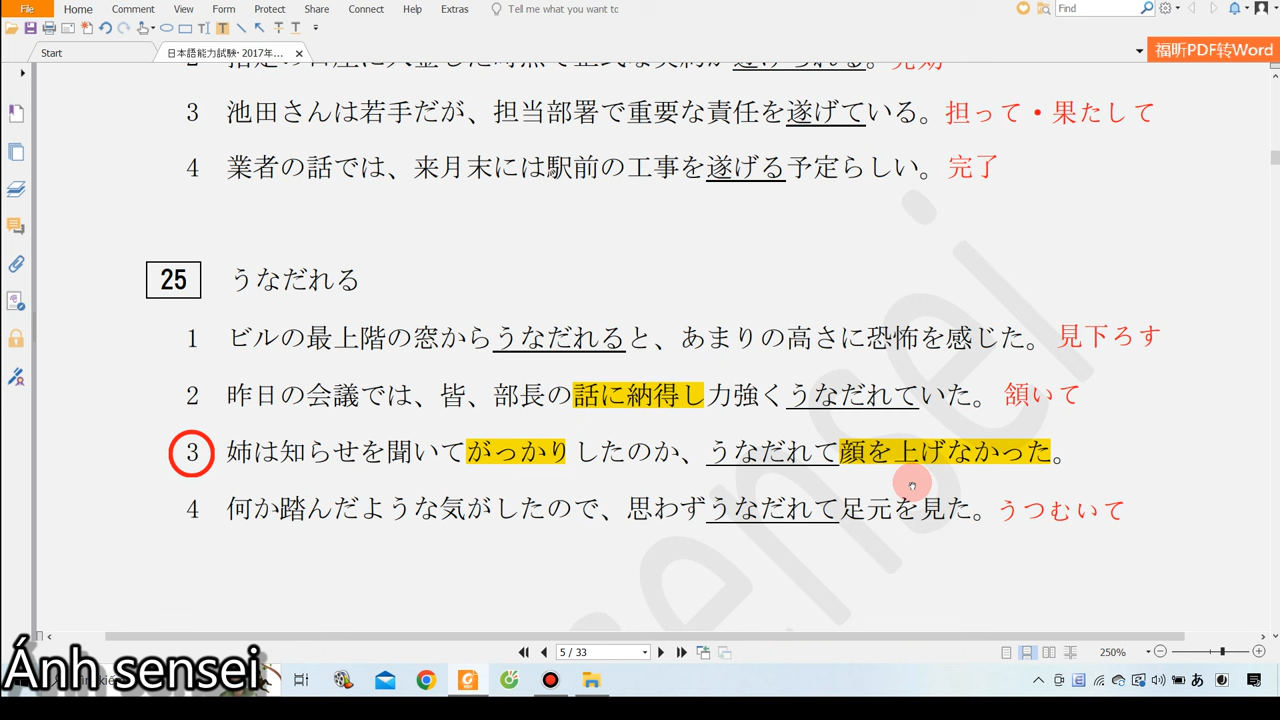 File Home Comment View Form Protect Share Connect Help Extras Tell me what you want to Find
Start 日本語能力試験· 2017年... 福昕PDF转Word
3 池田さんは若手だが、担当部署で重要な責任を遂げている。担って・果たして
4 業者の話では、来月末には駅前の工事を遂げる予定らしい。完了
25 うなだれる
1 ビルの最上階の窓からうなだれると、あまりの高さに恐怖を感じた。見下ろす
2 昨日の会議では、皆、部長の話に納得し力強くうなだれていた。頷いて
3 姉は知らせを聞いてがっかりしたのか、うなだれて顔を上げなかった。
4 何か踏んだような気がしたので、思わずうなだれて足元を見た。うつむいて
sensei
5 / 33 250%
Ánh sensei